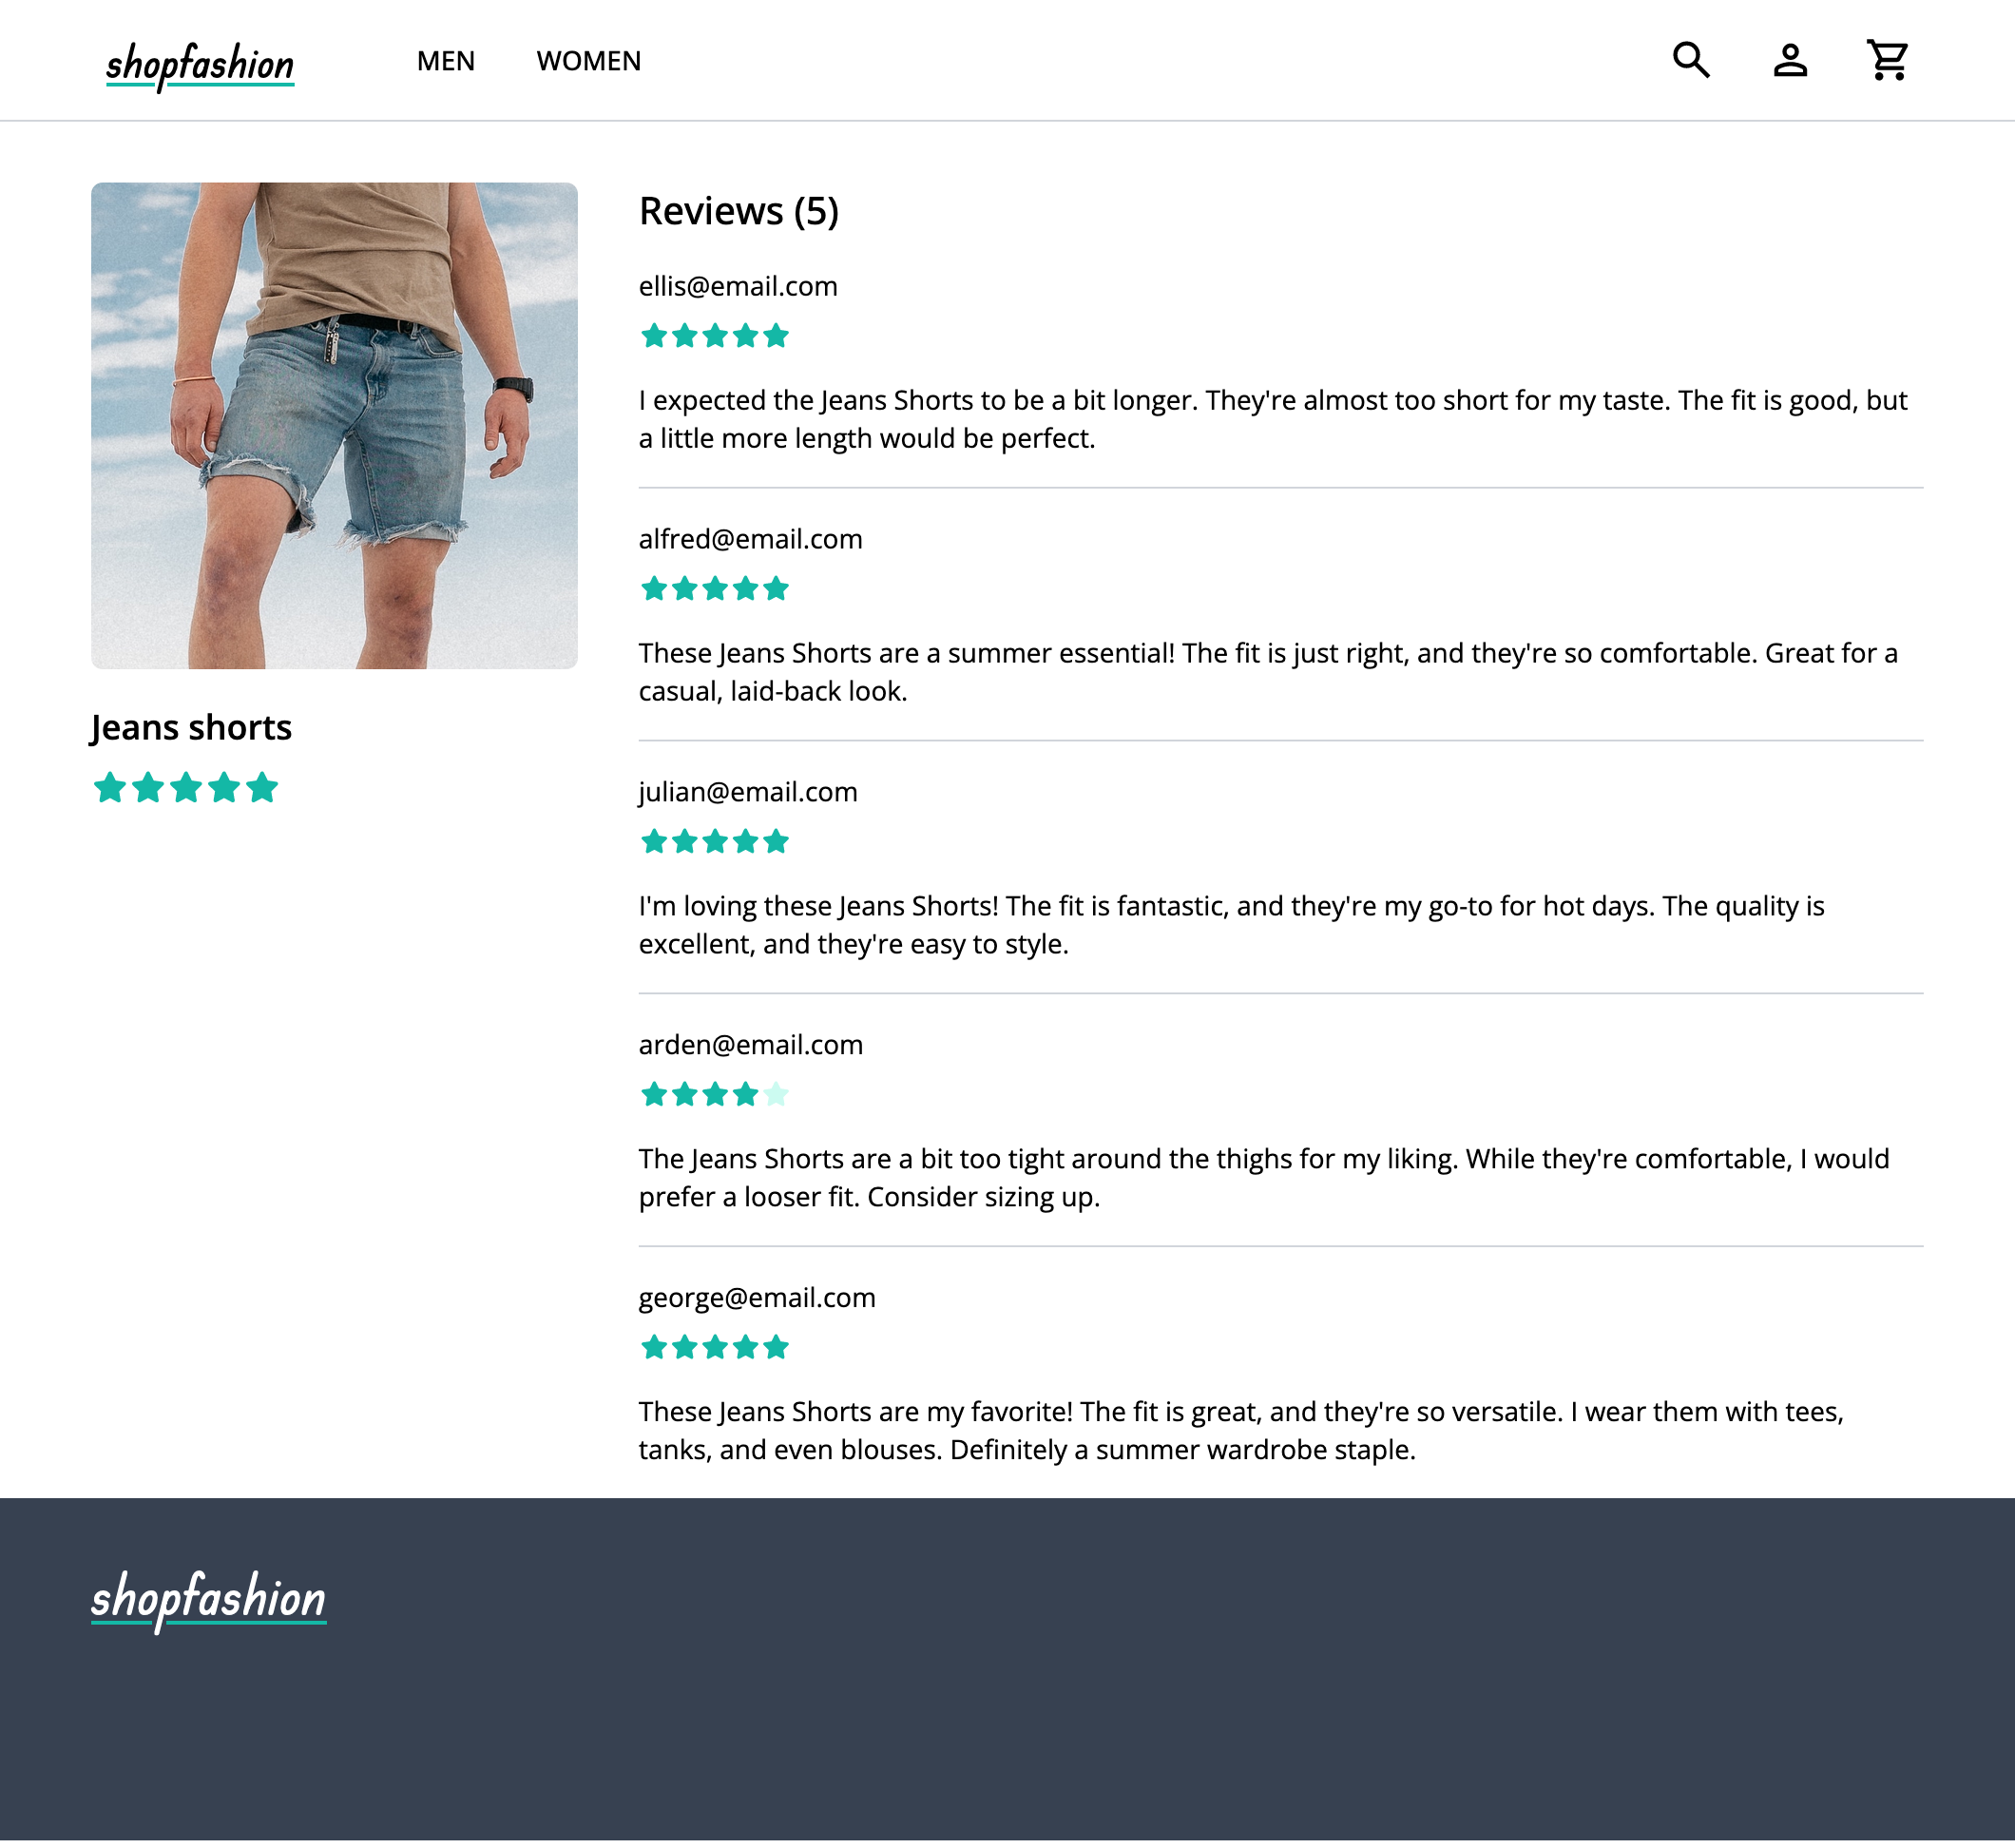 shopfashion
MEN
WOMEN
Reviews (5)
ellis@email.com
I expected the Jeans Shorts to be a bit longer. They're almost too short for my taste. The fit is good, but
a little more length would be perfect.
alfred@email.com
These Jeans Shorts are a summer essential! The fit is just right, and they're so comfortable. Great for a
casual, laid-back look.
Jeans shorts
julian@email.com
I'm loving these Jeans Shorts! The fit is fantastic, and they're my go-to for hot days. The quality is
excellent, and they're easy to style.
arden@email.com
The Jeans Shorts are a bit too tight around the thighs for my liking. While they're comfortable, I would
prefer a looser fit. Consider sizing up.
george@email.com
These Jeans Shorts are my favorite! The fit is great, and they're so versatile. I wear them with tees,
tanks, and even blouses. Definitely a summer wardrobe staple.
shopfashion